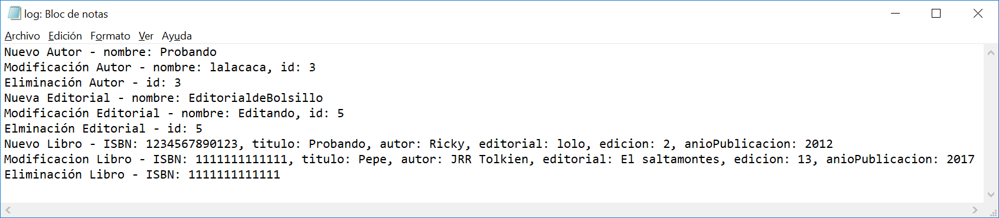 log: Bloc de notas
Archivo Edición Formato Ver Ayuda
Nuevo Autor - nombre: Probando
Modificación Autor - nombre: lalacaca, id: 3
Eliminación Autor - id: 3
Nueva Editorial - nombre: EditorialdeBolsillo
Modificación Editorial - nombre: Editando, id: 5
Elminación Editorial - id: 5
Nuevo Libro - ISBN: 1234567890123, titulo: Probando, autor: Ricky, editorial: lolo, edicion: 2, anioPublicacion: 2012
Modificacion Libro - ISBN: 1111111111111, titulo: Pepe, autor: JRR Tolkien, editorial: El saltamontes, edicion: 13, anioPublicacion: 2017
Eliminación Libro - ISBN: 1111111111111